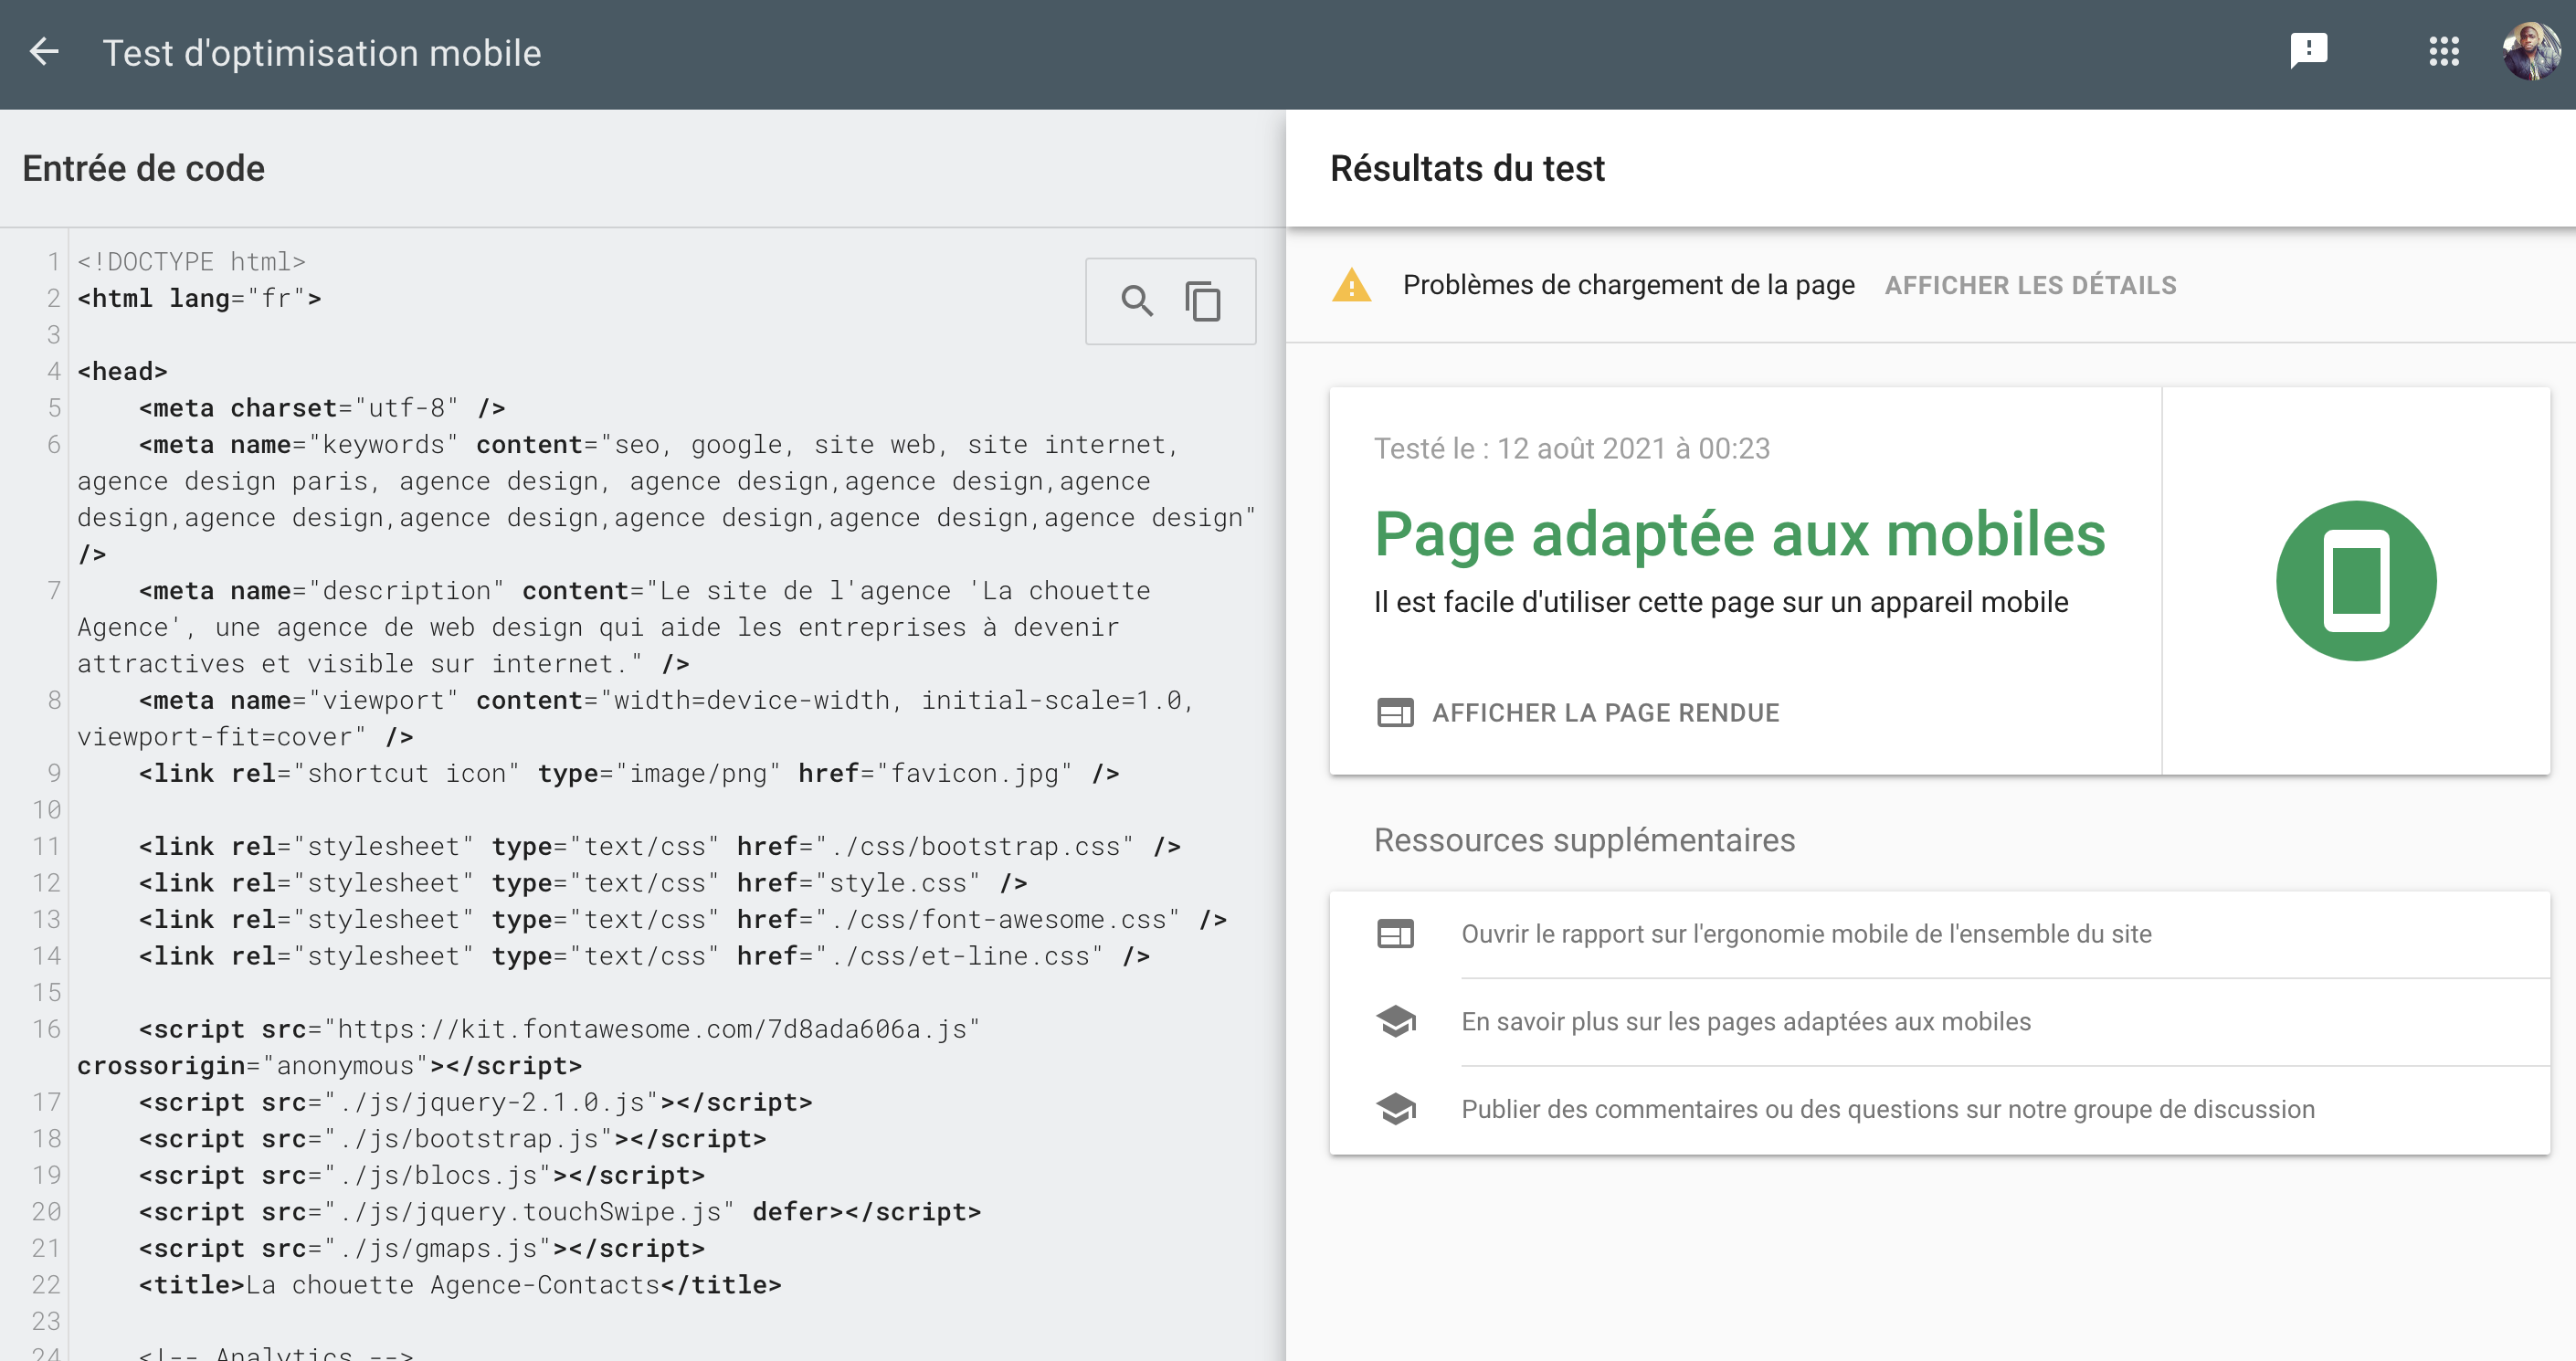 Test d'optimisation mobile
Entrée de code
1 <!DOCTYPE html>
2 <html lang="fr">
3
4 <head>
5 <meta charset="utf-8" />
6 <meta name="keywords" content="seo, google, site web, site internet,
agence design paris, agence design, agence design,agence design,agence
design,agence design,agence design,agence design,agence design,agence design"
/>
7 <meta name="description" content="Le site de l'agence 'La chouette
Agence', une agence de web design qui aide les entreprises à devenir
attractives et visible sur internet." />
8 <meta name="viewport" content="width=device-width, initial-scale=1.0,
viewport-fit=cover" />
9 <link rel="shortcut icon" type="image/png" href="favicon.jpg" />
10
11 <link rel="stylesheet" type="text/css" href="./css/bootstrap.css" />
12 <link rel="stylesheet" type="text/css" href="style.css" />
13 <link rel="stylesheet" type="text/css" href="./css/font-awesome.css" />
14 <link rel="stylesheet" type="text/css" href="./css/et-line.css" />
15
16 <script src="https://kit.fontawesome.com/7d8ada606a.js"
crossorigin="anonymous"></script>
17 <script src="./js/jquery-2.1.0.js"></script>
18 <script src="./js/bootstrap.js"></script>
19 <script src="./js/blocs.js"></script>
20 <script src="./js/jquery.touchSwipe.js" defer></script>
21 <script src="./js/gmaps.js"></script>
22 <title>La chouette Agence-Contacts</title>
23
24 <!-- Analytics -->
Résultats du test
Problèmes de chargement de la page AFFICHER LES DÉTAILS
Testé le : 12 août 2021 à 00:23
Page adaptée aux mobiles
Il est facile d'utiliser cette page sur un appareil mobile
AFFICHER LA PAGE RENDUE
Ressources supplémentaires
Ouvrir le rapport sur l'ergonomie mobile de l'ensemble du site
En savoir plus sur les pages adaptées aux mobiles
Publier des commentaires ou des questions sur notre groupe de discussion